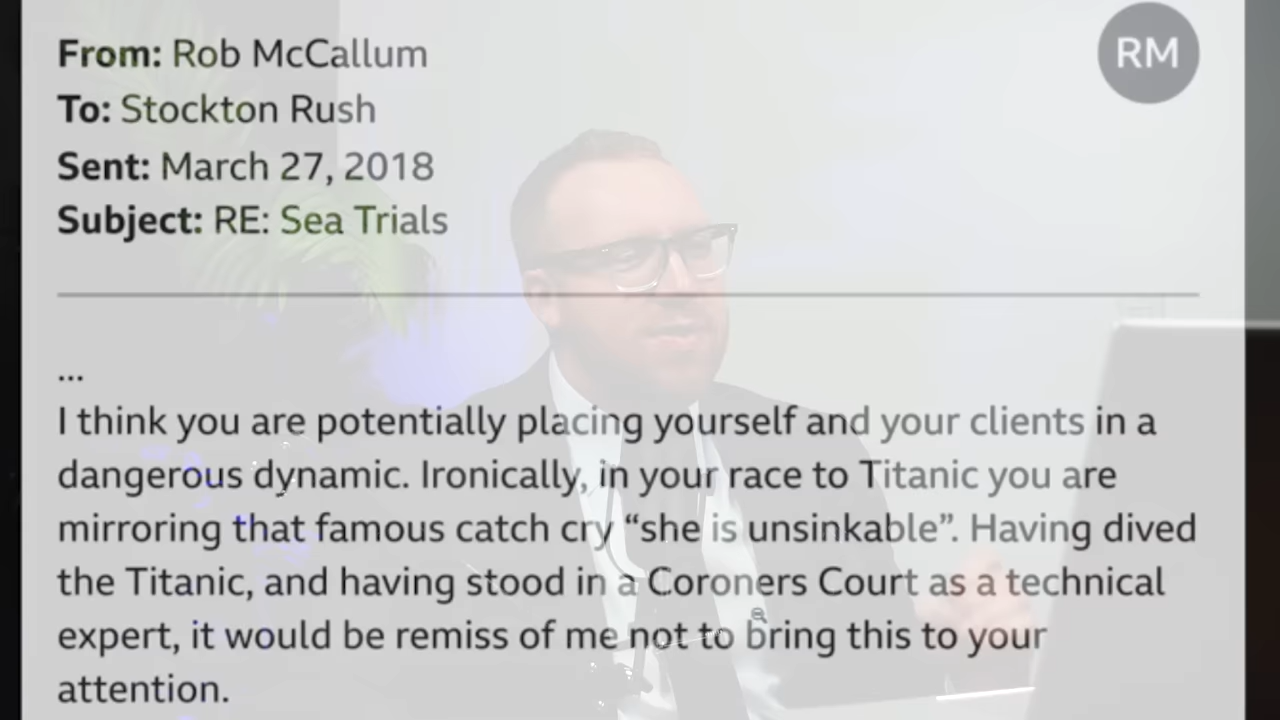 From: Rob McCallum
RM
To: Stockton Rush
Sent: March 27, 2018
Subject: RE: Sea Trials
...
I think you are potentially placing yourself and your clients in a
dangerous dynamic. Ironically, in your race to Titanic you are
mirroring that famous catch cry “she is unsinkable”. Having dived
the Titanic, and having stood in a Coroners Court as a technical
expert, it would be remiss of me not to bring this to your
attention.